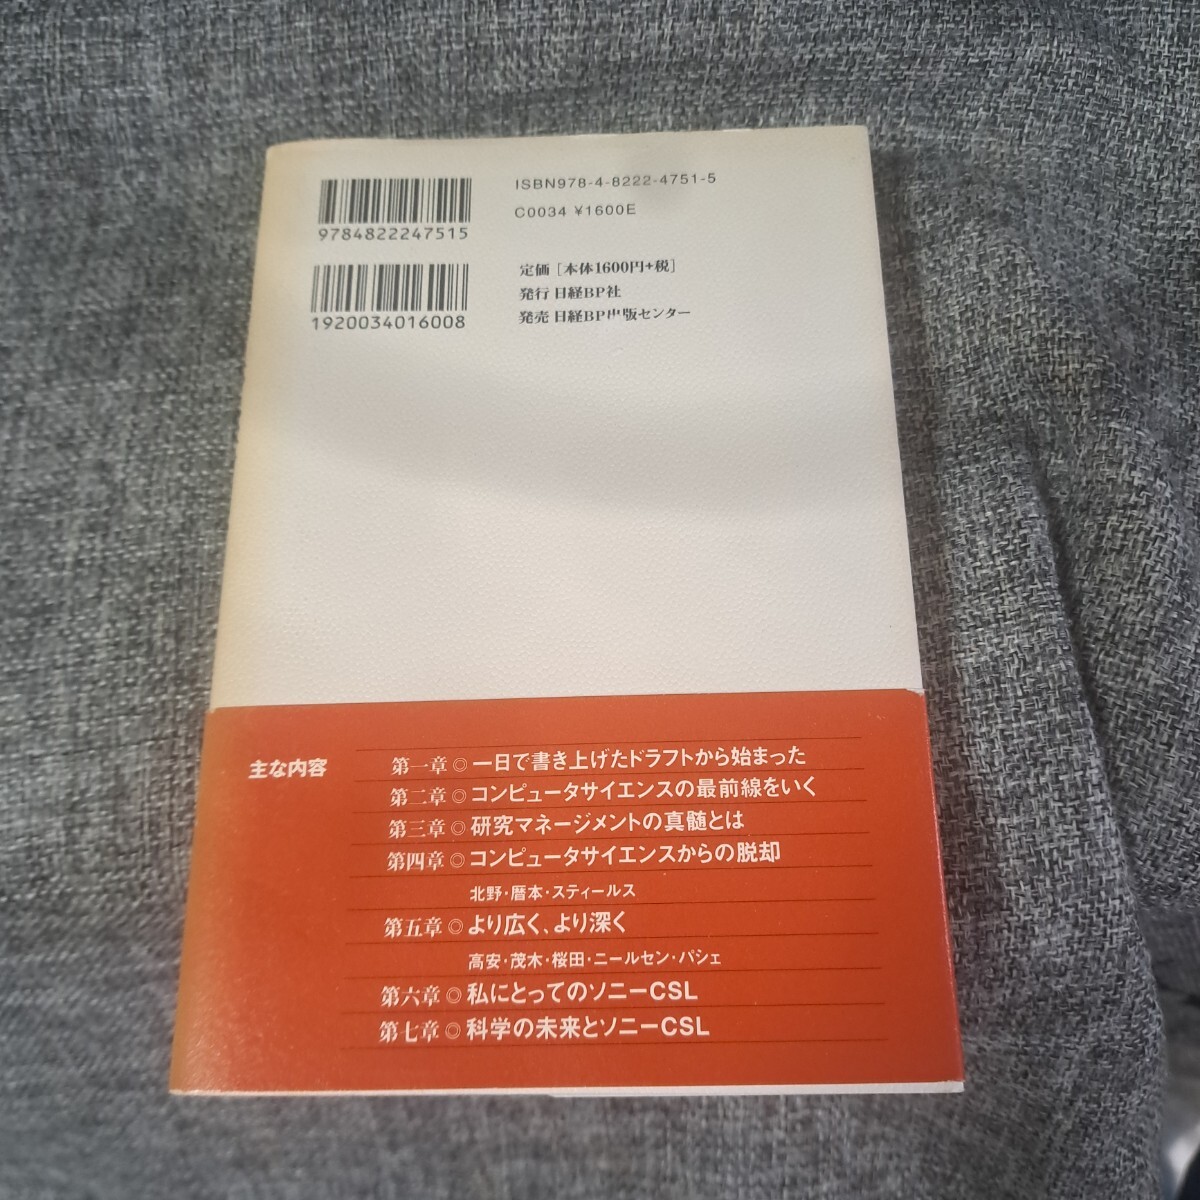 ISBN978-4-8222-4751-5
C0034 ¥1600E
9784822247515
1920034016008
定価 [本体1600円+税]
発行 日経BP社
発売 日経BP出版センター
主な内容
第一章◎一日で書き上げたドラフトから始まった
第二章◎コンピュータサイエンスの最前線をいく
第三章◎研究マネージメントの真髄とは
第四章◎コンピュータサイエンスからの脱却
北野・暦本・スティールス
第五章◎より広く、より深く
高安・茂木・桜田・ニールセン・パシェ
第六章◎私にとってのソニーCSL
第七章◎科学の未来とソニーCSL